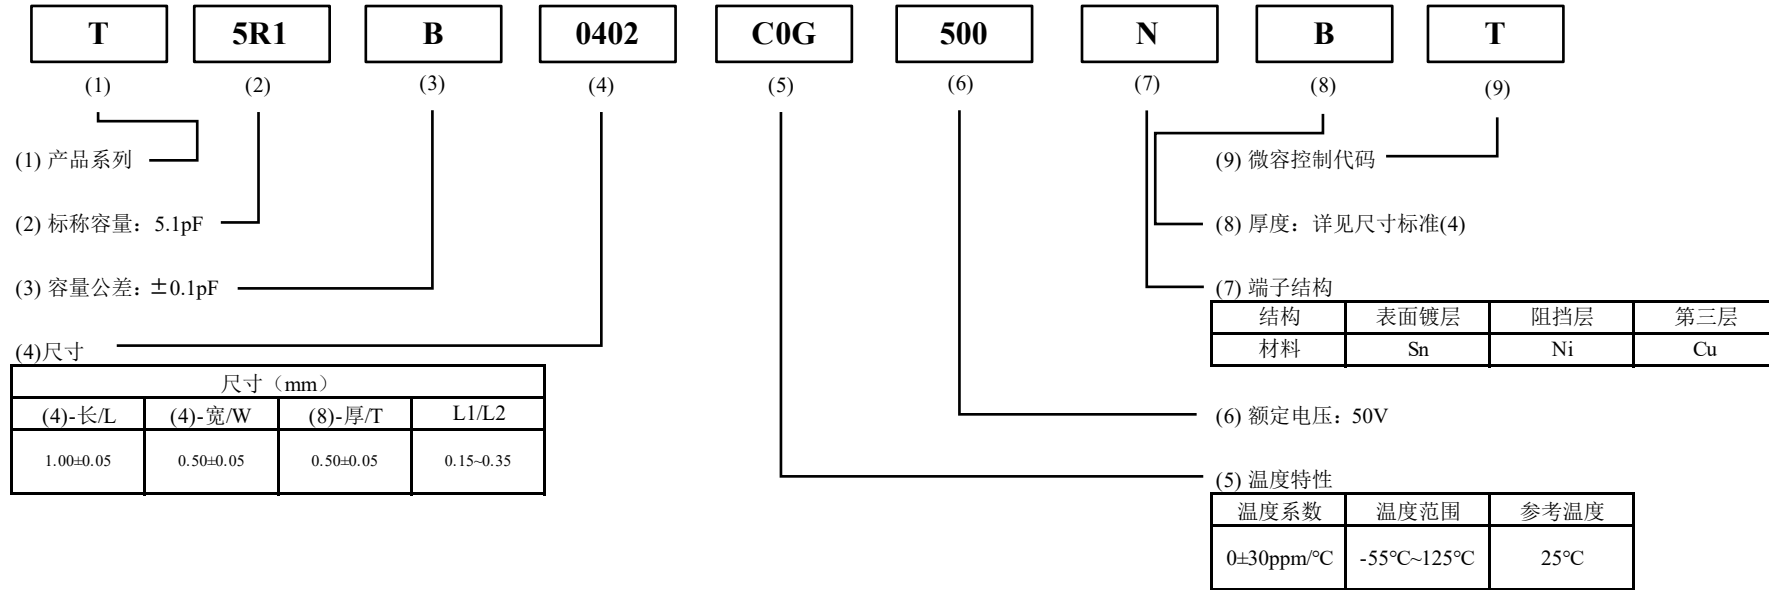 T 5R1 B 0402 C0G 500 N B T
(1) (2) (3) (4) (5) (6) (7) (8) (9)
(1) 产品系列
(9) 微容控制代码
(2) 标称容量：5.1pF
(8) 厚度：详见尺寸标准(4)
(3) 容量公差：±0.1pF
(7) 端子结构
结构 表面镀层 阻挡层 第三层
材料 Sn Ni Cu
(4)尺寸
尺寸（mm）
(4)-长/L (4)-宽/W (8)-厚/T L1/L2
1.00±0.05 0.50±0.05 0.50±0.05 0.15~0.35
(6) 额定电压：50V
(5) 温度特性
温度系数 温度范围 参考温度
0±30ppm/℃ -55℃~125℃ 25℃